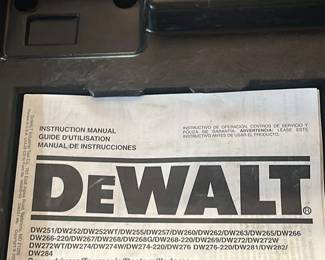 INSTRUCTION MANUAL
GUIDE D'UTILISATION
MANUAL DE INSTRUCCIONES
INSTRUCTIVO DE OPERACIÓN, CENTROS DE SERVICIO Y
PÓLIZA DE GARANTÍA. ADVERTENCIA: LÉASE ESTE
INSTRUCTIVO ANTES DE USAR EL PRODUCTO.
DEWALT®
DW251/DW252/DW252WT/DW255/DW257/DW260/DW262/DW263/DW265/DW266
DW266-220/DW267/DW268/DW268G/DW268-220/DW269/DW272/DW272W
DW272WT/DW274/DW274W/DW274-220/DW276 /DW276-220/DW281/DW282/
DW284